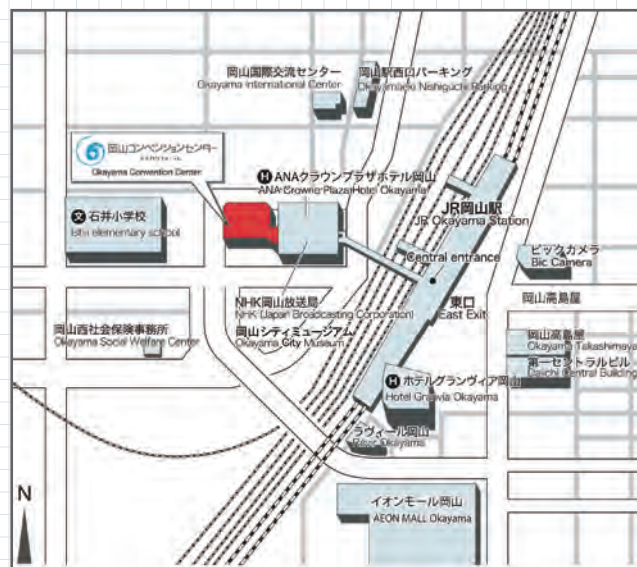 岡山国際交流センター
Okayama International Center
岡山駅西口パーキング
Okayamaeki Nishiguchi Parking
岡山コンベンションセンター
Okayama Convention Center
H ANAクラウンプラザホテル岡山
ANA Crowne Plaza Hotel Okayama
文 石井小学校
Ishii elementary school
JR岡山駅
JR Okayama Station
Central entrance
ビックカメラ
Bic Camera
NHK岡山放送局
NHK (Japan Broadcasting Corporation)
東口
East Exit
岡山高島屋
岡山西社会保険事務所
Okayama Social Welfare Center
岡山シティミュージアム
Okayama City Museum
岡山高島屋
Okayama Takashimaya
第一セントラルビル
Daiichi Central Building
H ホテルグランヴィア岡山
Hotel Granvia Okayama
ラヴィール岡山
Okayama
N
イオンモール岡山
AEON MALL Okayama